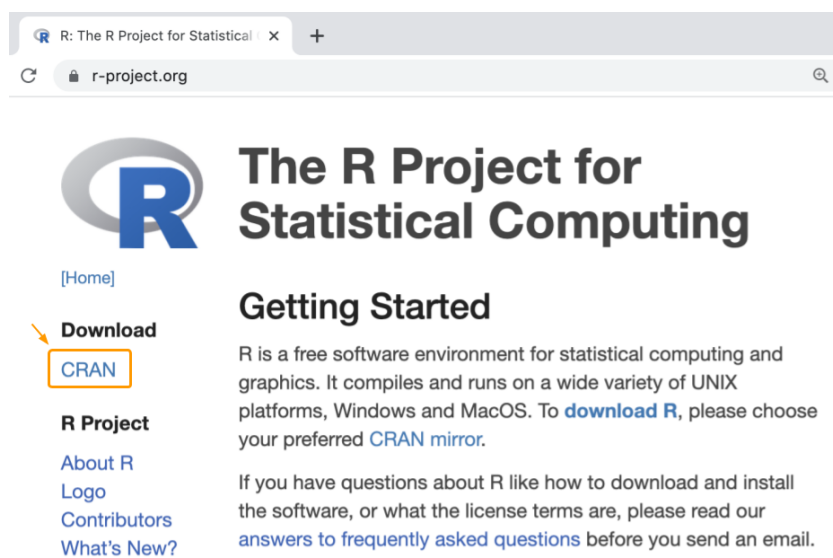 R: The R Project for Statistical
r-project.org
R
The R Project for
Statistical Computing
[Home]
Download
CRAN
R Project
About R
Logo
Contributors
What's New?
Getting Started
R is a free software environment for statistical computing and
graphics. It compiles and runs on a wide variety of UNIX
platforms, Windows and MacOS. To download R, please choose
your preferred CRAN mirror.
If you have questions about R like how to download and install
the software, or what the license terms are, please read our
answers to frequently asked questions before you send an email.